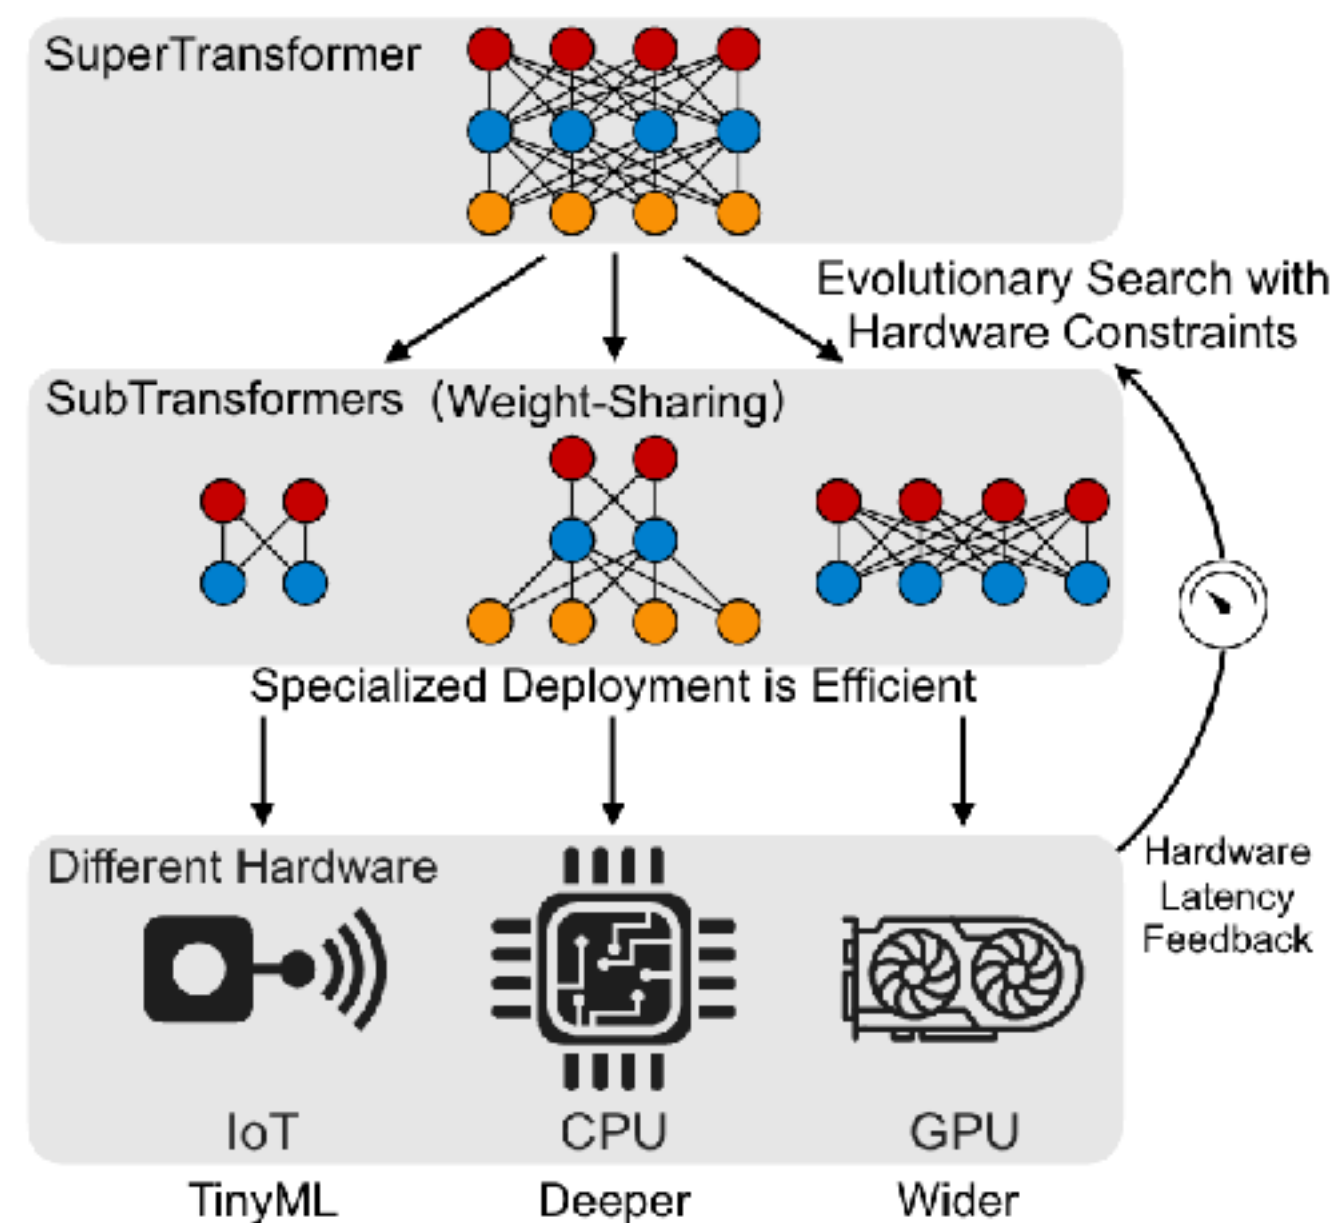 SuperTransformer
Evolutionary Search with
Hardware Constraints
SubTransformers (Weight-Sharing)
Specialized Deployment is Efficient
Different Hardware
Hardware
Latency
Feedback
IoT
CPU
GPU
TinyML
Deeper
Wider